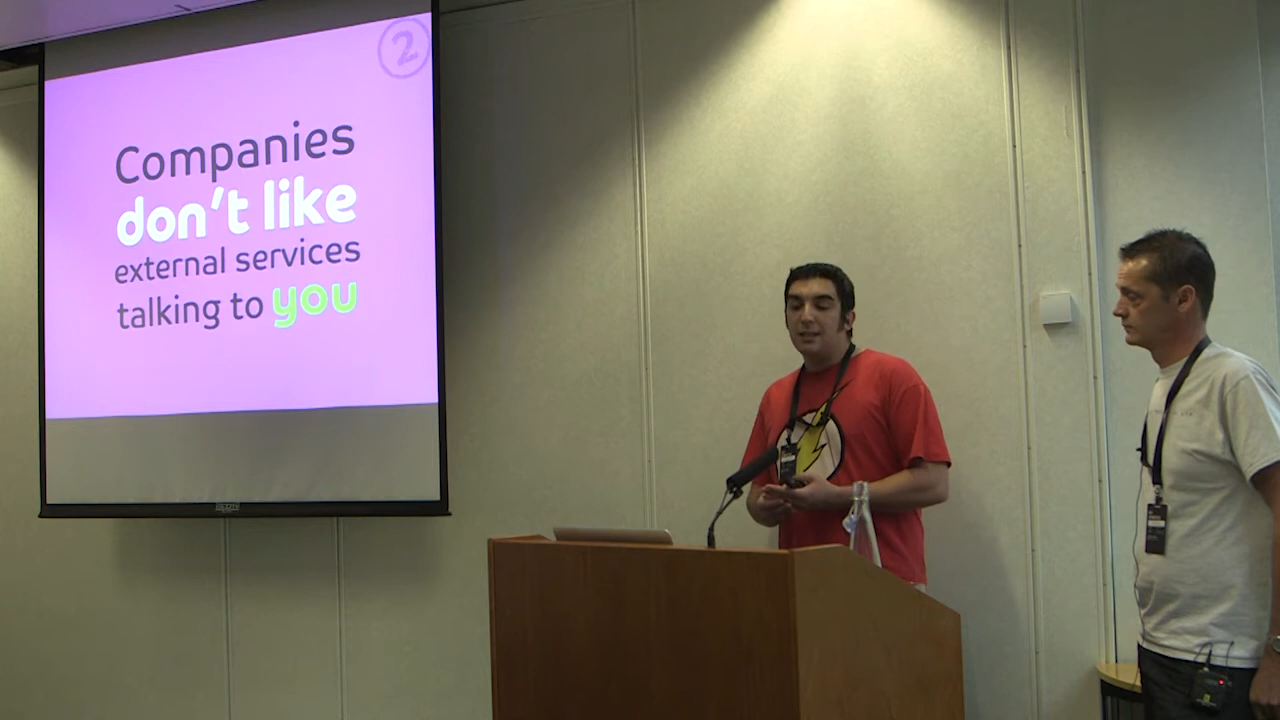 2
Companies
don't like
external services
talking to you